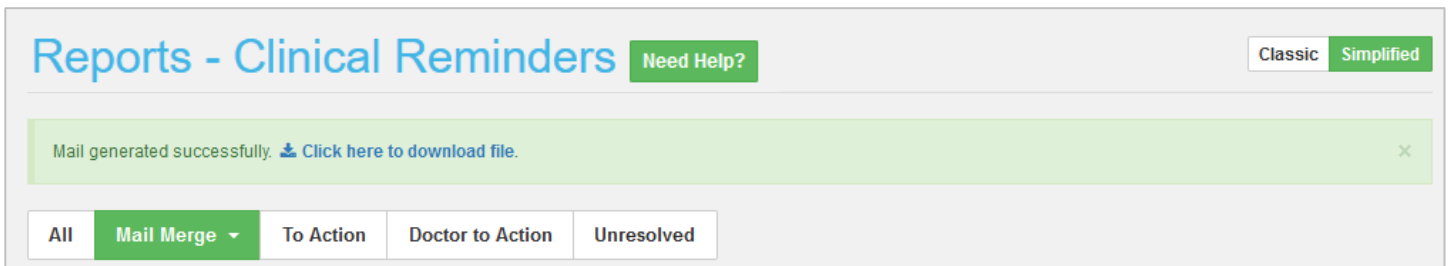 Reports - Clinical Reminders Need Help? Classic Simplified
Mail generated successfully. Click here to download file. ×
All Mail Merge To Action Doctor to Action Unresolved